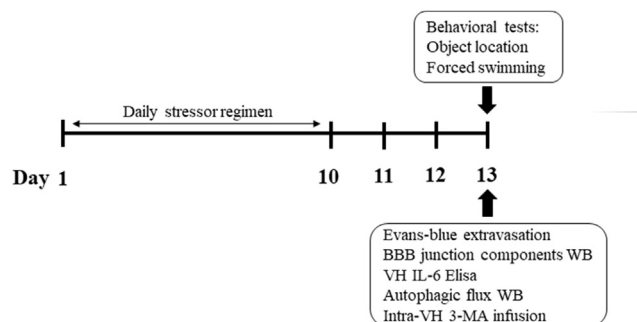 Behavioral tests:
Object location
Forced swimming
Daily stressor regimen
Day 1 10 11 12 13
Evans-blue extravasation
BBB junction components WB
VH IL-6 Elisa
Autophagic flux WB
Intra-VH 3-MA infusion